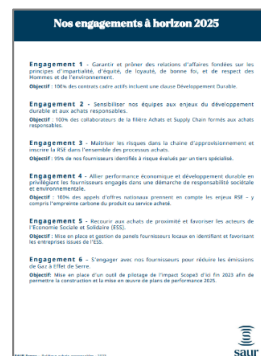 Nos engagements à horizon 2025
Engagement 1 - Garantir et prôner des relations d'affaires fondées sur les
principes d'impartialité, d'équité, de loyauté, de bonne foi, et de respect des
Hommes et de l'environnement.
Objectif : 100% des contrats cadre actifs incluent une clause Développement Durable.
Engagement 2 - Sensibiliser nos équipes aux enjeux du développement
durable et aux achats responsables.
Objectif : 100% des collaborateurs de la filière Achats et Supply Chain formés aux achats
responsables.
Engagement 3 - Maîtriser les risques dans la chaine d'approvisionnement et
inscrire la RSE dans l'ensemble des processus achats.
Objectif : 95% de nos fournisseurs identifiés à risque évalués par un tiers spécialisé.
Engagement 4 - Allier performance économique et développement durable en
privilégiant les fournisseurs engagés dans une démarche de responsabilité sociétale
et environnementale.
Objectif : 100% des appels d'offres nationaux prennent en compte les enjeux RSE - y
compris l'empreinte carbone du produit ou service acheté.
Engagement 5 - Recourir aux achats de proximité et favoriser les acteurs de
l'Economie Sociale et Solidaire (ESS).
Objectif : Mise en place et gestion de panels fournisseurs locaux en identifiant et favorisant
les entreprises issues de l'ESS.
Engagement 6 - S'engager avec nos fournisseurs pour réduire les émissions
de Gaz à Effet de Serre.
Objectif: Mise en place d'un outil de pilotage de l'impact Scope3 d'ici fin 2023 afin de
permettre la construction et la mise en œuvre de plans de performance 2025.
saur